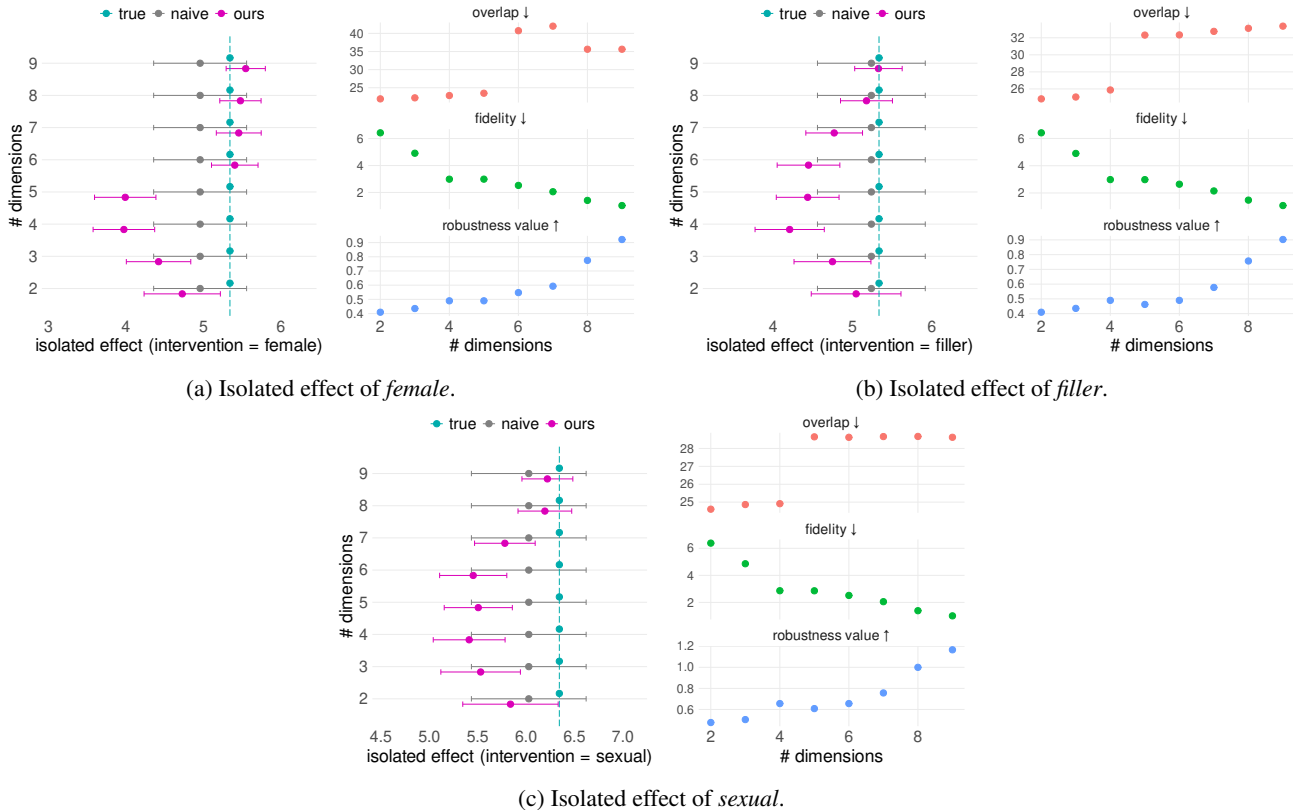 true naive ours
# dimensions
9
8
7
6
5
4
3
2
3 4 5 6
isolated effect (intervention = female)
overlap ↓
40
35
30
25
fidelity ↓
6
4
2
robustness value ↑
0.9
0.8
0.7
0.6
0.5
0.4
2 4 6 8
# dimensions
(a) Isolated effect of female.
true naive ours
# dimensions
9
8
7
6
5
4
3
2
4 5 6
isolated effect (intervention = filler)
overlap ↓
32
30
28
26
fidelity ↓
6
4
2
robustness value ↑
0.9
0.8
0.7
0.6
0.5
0.4
2 4 6 8
# dimensions
(b) Isolated effect of filler.
true naive ours
# dimensions
9
8
7
6
5
4
3
2
4.5 5.0 5.5 6.0 6.5 7.0
isolated effect (intervention = sexual)
overlap ↓
28
27
26
25
fidelity ↓
6
4
2
robustness value ↑
1.2
1.0
0.8
0.6
2 4 6 8
# dimensions
(c) Isolated effect of sexual.